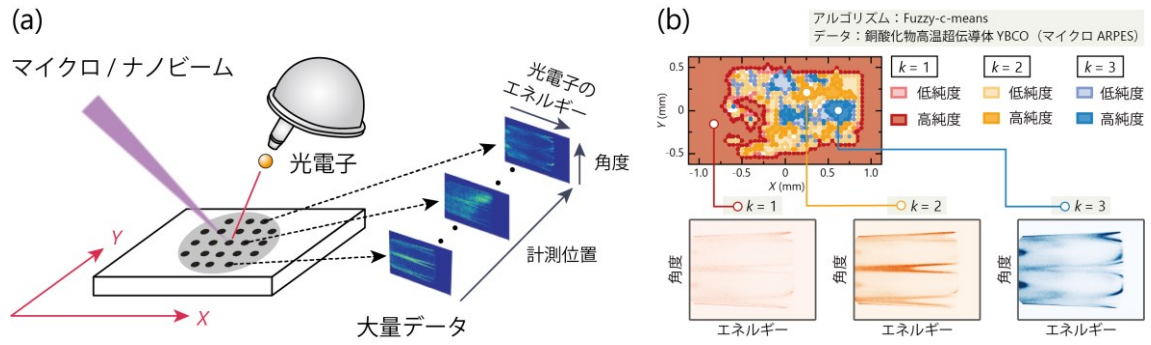 (a)
マイクロ / ナノビーム
光電子
光電子の
エネルギー
角度
計測位置
Y
X
大量データ
(b)
アルゴリズム：Fuzzy-c-means
データ：銅酸化物高温超伝導体 YBCO（マイクロ ARPES）
k = 1
k = 2
k = 3
低純度
低純度
低純度
高純度
高純度
高純度
Y (mm)
0.5
0
-0.5
-1.0
-0.5
0
0.5
1.0
X (mm)
k = 1
k = 2
k = 3
角度
エネルギー
角度
エネルギー
角度
エネルギー